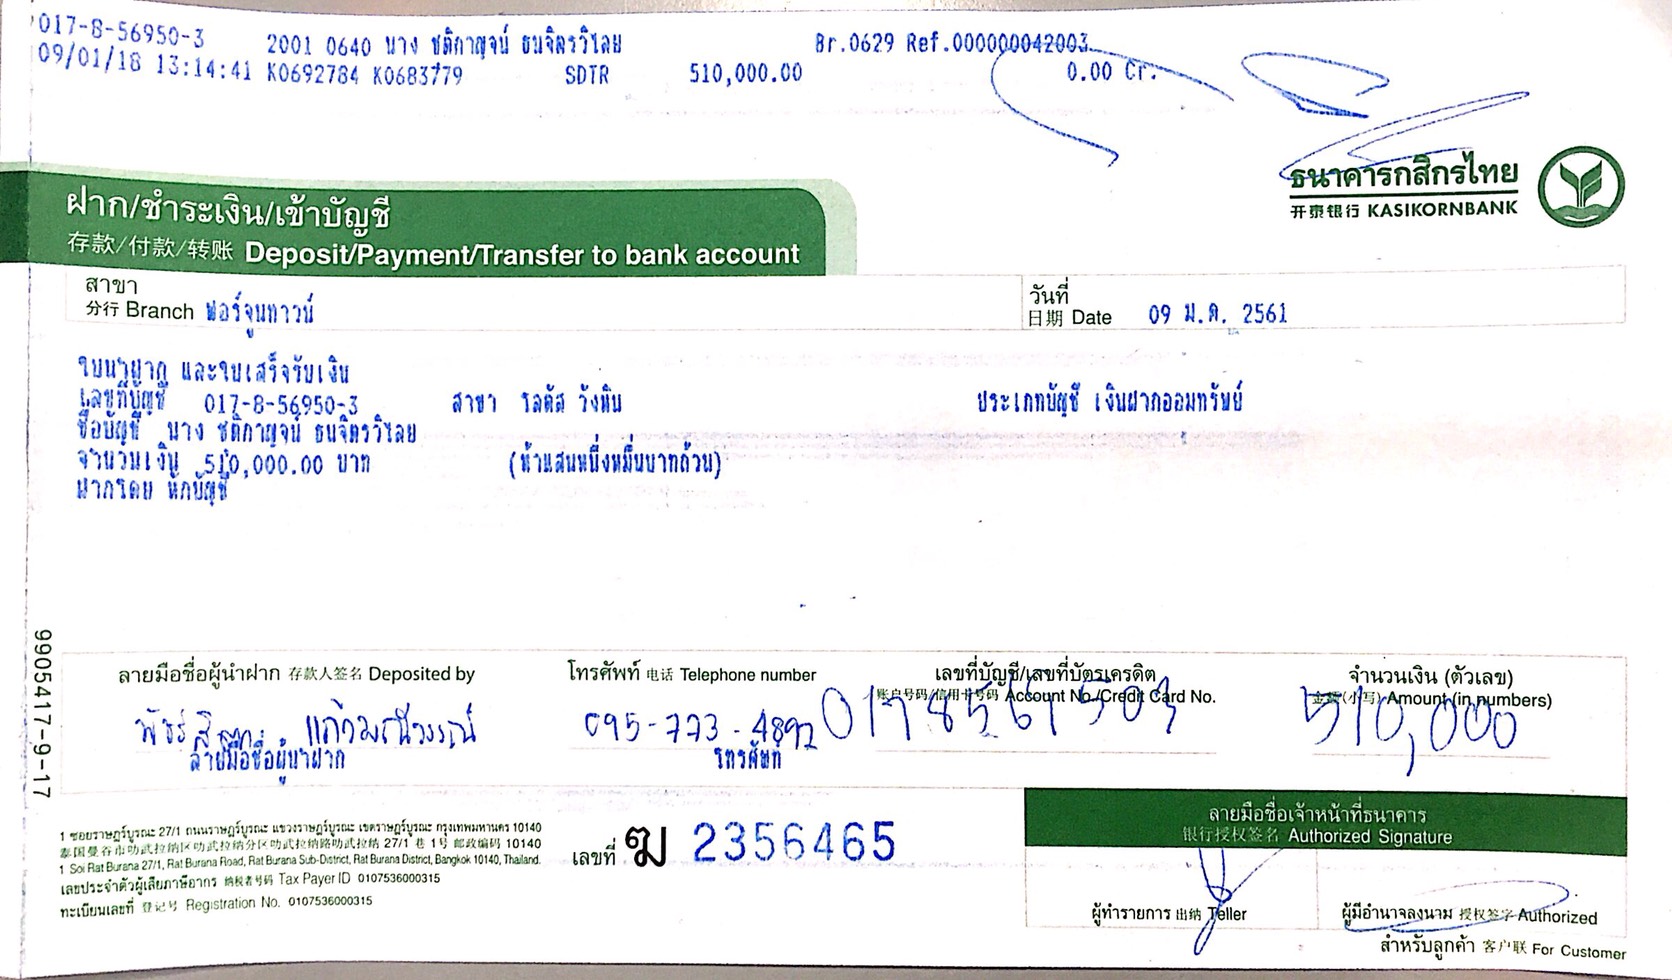 017-8-56950-3 2001 0640 นาง ชติกาญจน์ ธนจิตรวิไลย Br.0629 Ref.000000042003
09/01/18 13:14:41 K0692784 K0683779 SDTR 510,000.00 0.00 Cr.
ธนาคารกสิกรไทย
开泰银行 KASIKORNBANK
ฝาก/ชำระเงิน/เข้าบัญชี
存款/付款/转账 Deposit/Payment/Transfer to bank account
สาขา
分行 Branch ฟอร์จูนทาวน์
วันที่
日期 Date 09 ม.ค. 2561
ใบนำฝาก และใบเสร็จรับเงิน
เลขที่บัญชี 017-8-56950-3 สาขา โลตัส วังหิน ประเภทบัญชี เงินฝากออมทรัพย์
ชื่อบัญชี นาง ชติกาญจน์ ธนจิตรวิไลย
จำนวนเงิน 510,000.00 บาท (ห้าแสนหนึ่งหมื่นบาทถ้วน)
ฝากโดย หักบัญชี
9905417-9-17
ลายมือชื่อผู้นำฝาก 存款人签名 Deposited by
โทรศัพท์ 电话 Telephone number
095-773-4892
เลขที่บัญชี/เลขที่บัตรเครดิต
账户号码/信用卡号码 Account No./Credit Card No.
จำนวนเงิน (ตัวเลข)
金额(小写) Amount (in numbers)
510,000
ลายมือชื่อผู้นำฝาก
โทรศัพท์
1 ซอยราษฎร์บูรณะ 27/1 ถนนราษฎร์บูรณะ แขวงราษฎร์บูรณะ เขตราษฎร์บูรณะ กรุงเทพมหานคร 10140
泰国曼谷市叻武拉纳区叻武拉纳分区叻武拉纳路叻武拉纳 27/1 巷 1号 邮政编码 10140
1 Soi Rat Burana 27/1, Rat Burana Road, Rat Burana Sub-District, Rat Burana District, Bangkok 10140, Thailand.
เลขประจำตัวผู้เสียภาษีอากร 纳税者号码 Tax Payer ID 0107536000315
ทะเบียนเลขที่ 登记号 Registration No. 0107536000315
เลขที่ ฆ 2356465
ลายมือชื่อเจ้าหน้าที่ธนาคาร
银行授权签名 Authorized Signature
ผู้ทำรายการ 出纳 Teller
ผู้มีอำนาจลงนาม 授权签字 Authorized
สำหรับลูกค้า 客户联 For Customer